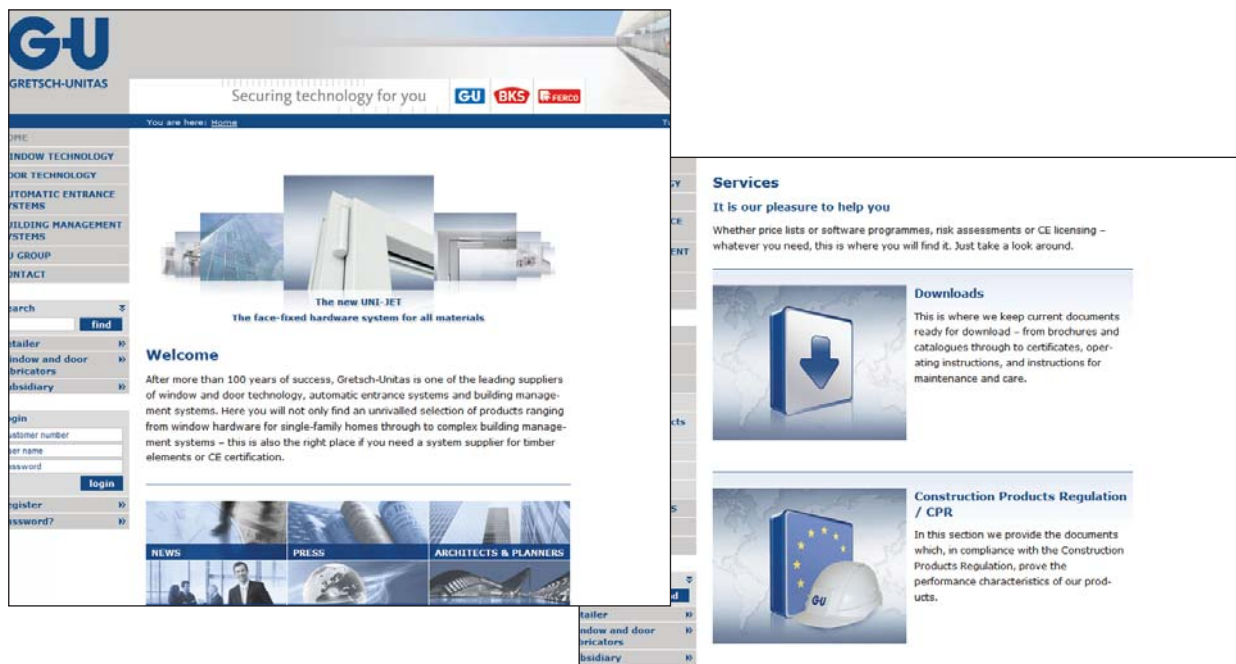 G-U
GRETSCH-UNITAS
Securing technology for you
G-U BKS FERCO
You are here: Home
OME
INDOW TECHNOLOGY
OOR TECHNOLOGY
UTOMATIC ENTRANCE
YSTEMS
UILDING MANAGEMENT
YSTEMS
U GROUP
ONTACT
earch
find
etailer
indow and door
bricators
ubsidiary
ogin
ustomer number
ser name
assword
login
egister
assword?
The new UNI-JET
The face-fixed hardware system for all materials
Welcome
After more than 100 years of success, Gretsch-Unitas is one of the leading suppliers
of window and door technology, automatic entrance systems and building manage-
ment systems. Here you will not only find an unrivalled selection of products ranging
from window hardware for single-family homes through to complex building manage-
ment systems – this is also the right place if you need a system supplier for timber
elements or CE certification.
NEWS
PRESS
ARCHITECTS & PLANNERS
GY
CE
ENT
cts
S
d
tailer
ndow and door
bricators
bsidiary
Services
It is our pleasure to help you
Whether price lists or software programmes, risk assessments or CE licensing –
whatever you need, this is where you will find it. Just take a look around.
Downloads
This is where we keep current documents
ready for download – from brochures and
catalogues through to certificates, oper-
ating instructions, and instructions for
maintenance and care.
Construction Products Regulation
/ CPR
In this section we provide the documents
which, in compliance with the Construction
Products Regulation, prove the
performance characteristics of our prod-
ucts.
G-U